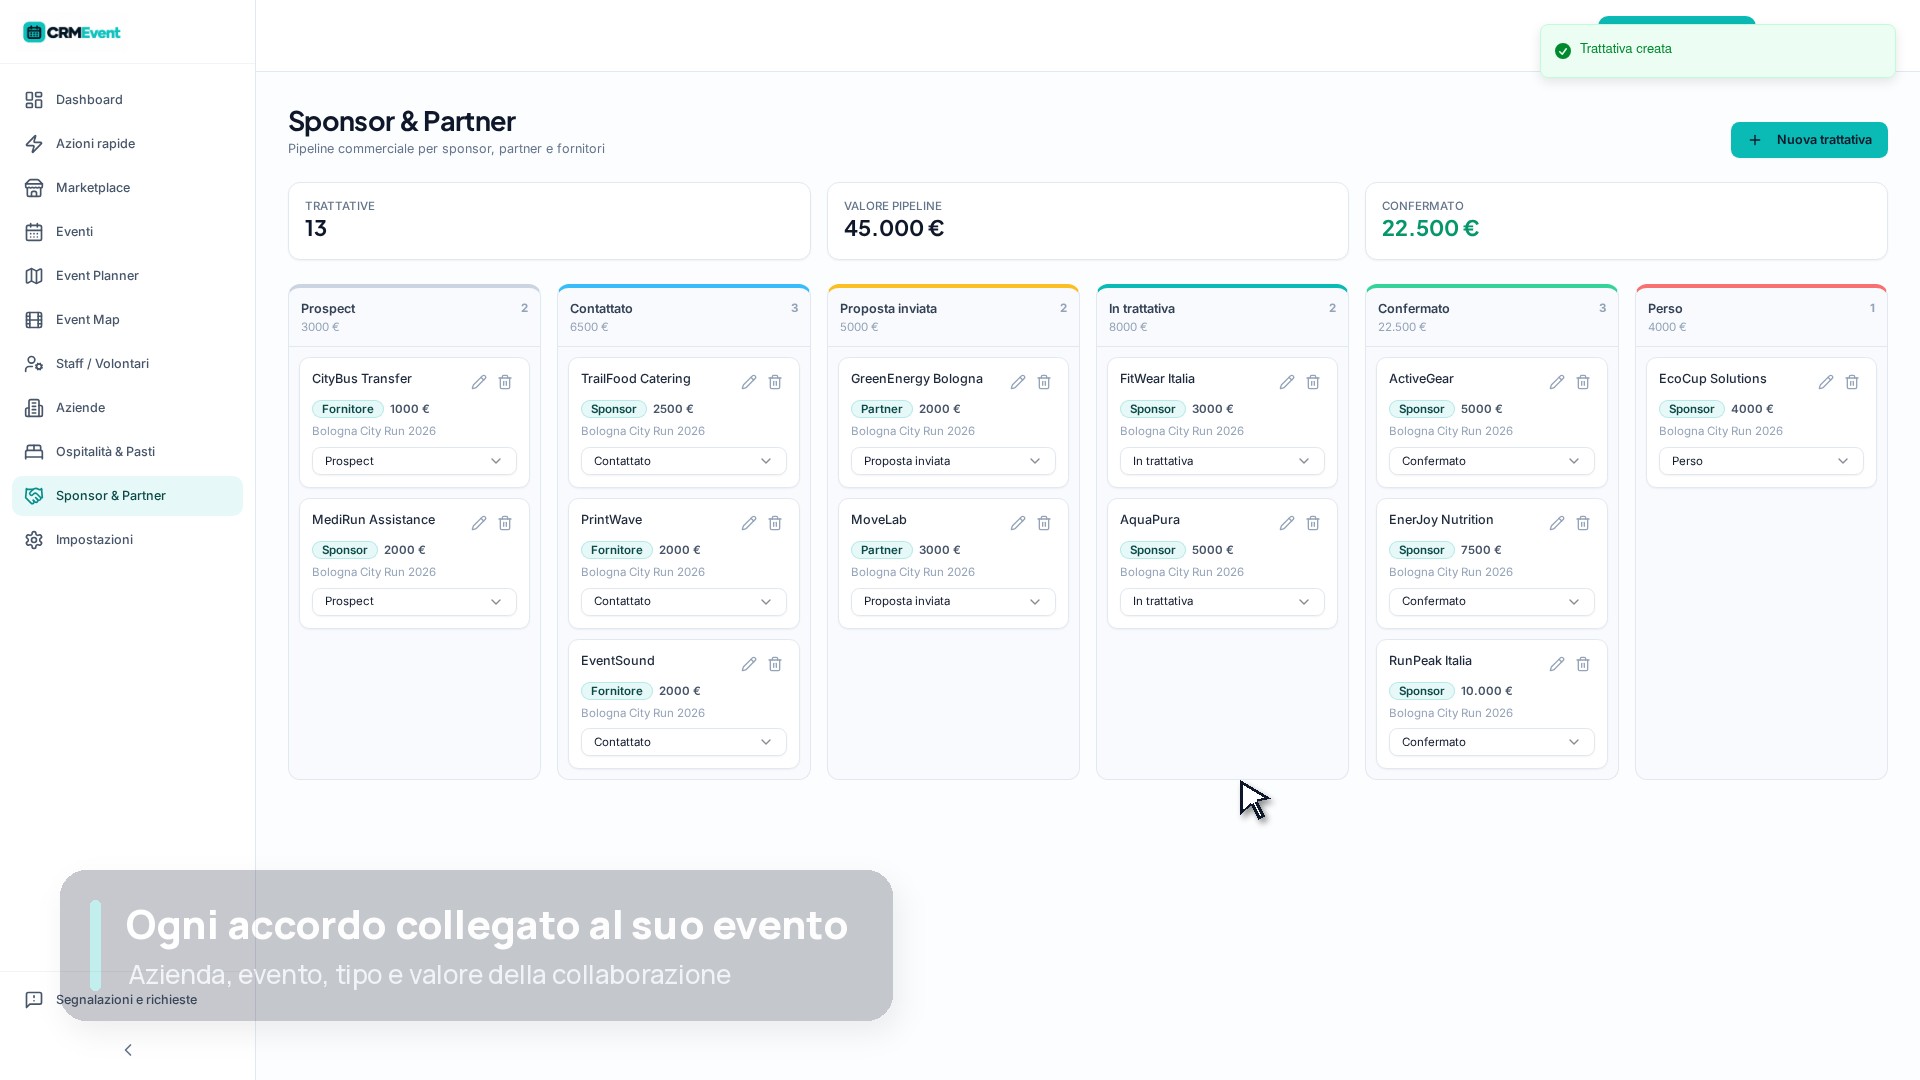 CRMEvent
Trattativa creata
Dashboard
Azioni rapide
Marketplace
Eventi
Event Planner
Event Map
Staff / Volontari
Aziende
Ospitalità & Pasti
Sponsor & Partner
Impostazioni
Segnalazioni e richieste
Sponsor & Partner
Pipeline commerciale per sponsor, partner e fornitori
Nuova trattativa
TRATTATIVE
13
VALORE PIPELINE
45.000 €
CONFERMATO
22.500 €
Prospect 2
3000 €
CityBus Transfer
Fornitore 1000 €
Bologna City Run 2026
Prospect
MediRun Assistance
Sponsor 2000 €
Bologna City Run 2026
Prospect
Contattato 3
6500 €
TrailFood Catering
Sponsor 2500 €
Bologna City Run 2026
Contattato
PrintWave
Fornitore 2000 €
Bologna City Run 2026
Contattato
EventSound
Fornitore 2000 €
Bologna City Run 2026
Contattato
Proposta inviata 2
5000 €
GreenEnergy Bologna
Partner 2000 €
Bologna City Run 2026
Proposta inviata
MoveLab
Partner 3000 €
Bologna City Run 2026
Proposta inviata
In trattativa 2
8000 €
FitWear Italia
Sponsor 3000 €
Bologna City Run 2026
In trattativa
AquaPura
Sponsor 5000 €
Bologna City Run 2026
In trattativa
Confermato 3
22.500 €
ActiveGear
Sponsor 5000 €
Bologna City Run 2026
Confermato
EnerJoy Nutrition
Sponsor 7500 €
Bologna City Run 2026
Confermato
RunPeak Italia
Sponsor 10.000 €
Bologna City Run 2026
Confermato
Perso 1
4000 €
EcoCup Solutions
Sponsor 4000 €
Bologna City Run 2026
Perso
Ogni accordo collegato al suo evento
Azienda, evento, tipo e valore della collaborazione